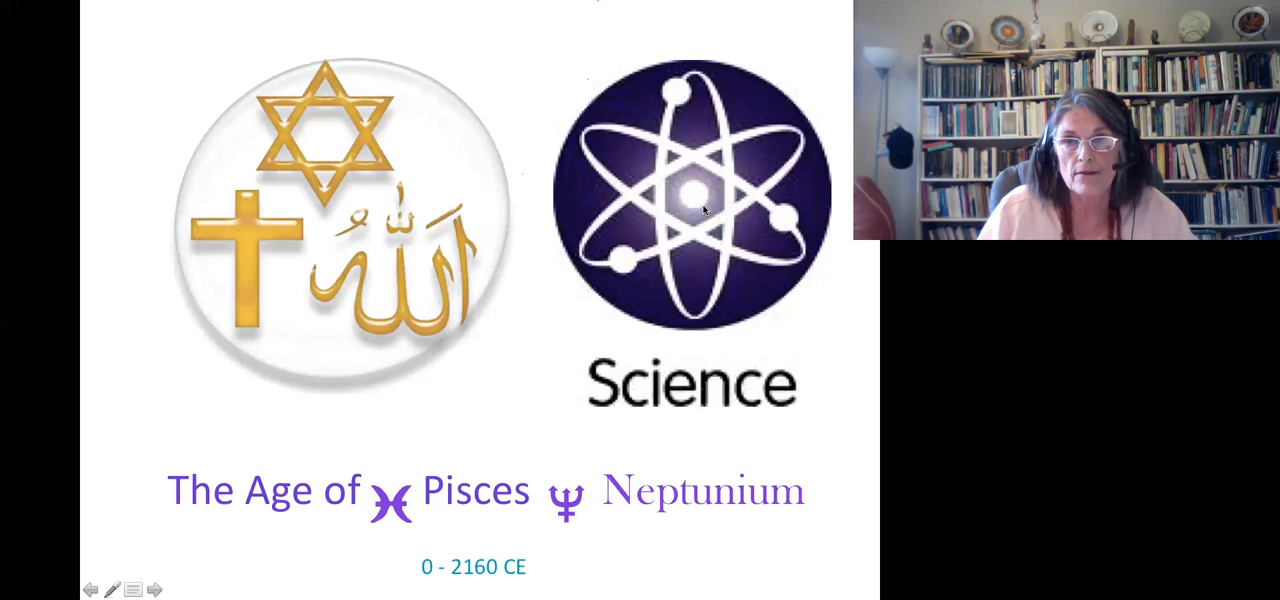 الله
Science
The Age of ♓ Pisces ♆ Neptunium
0 - 2160 CE